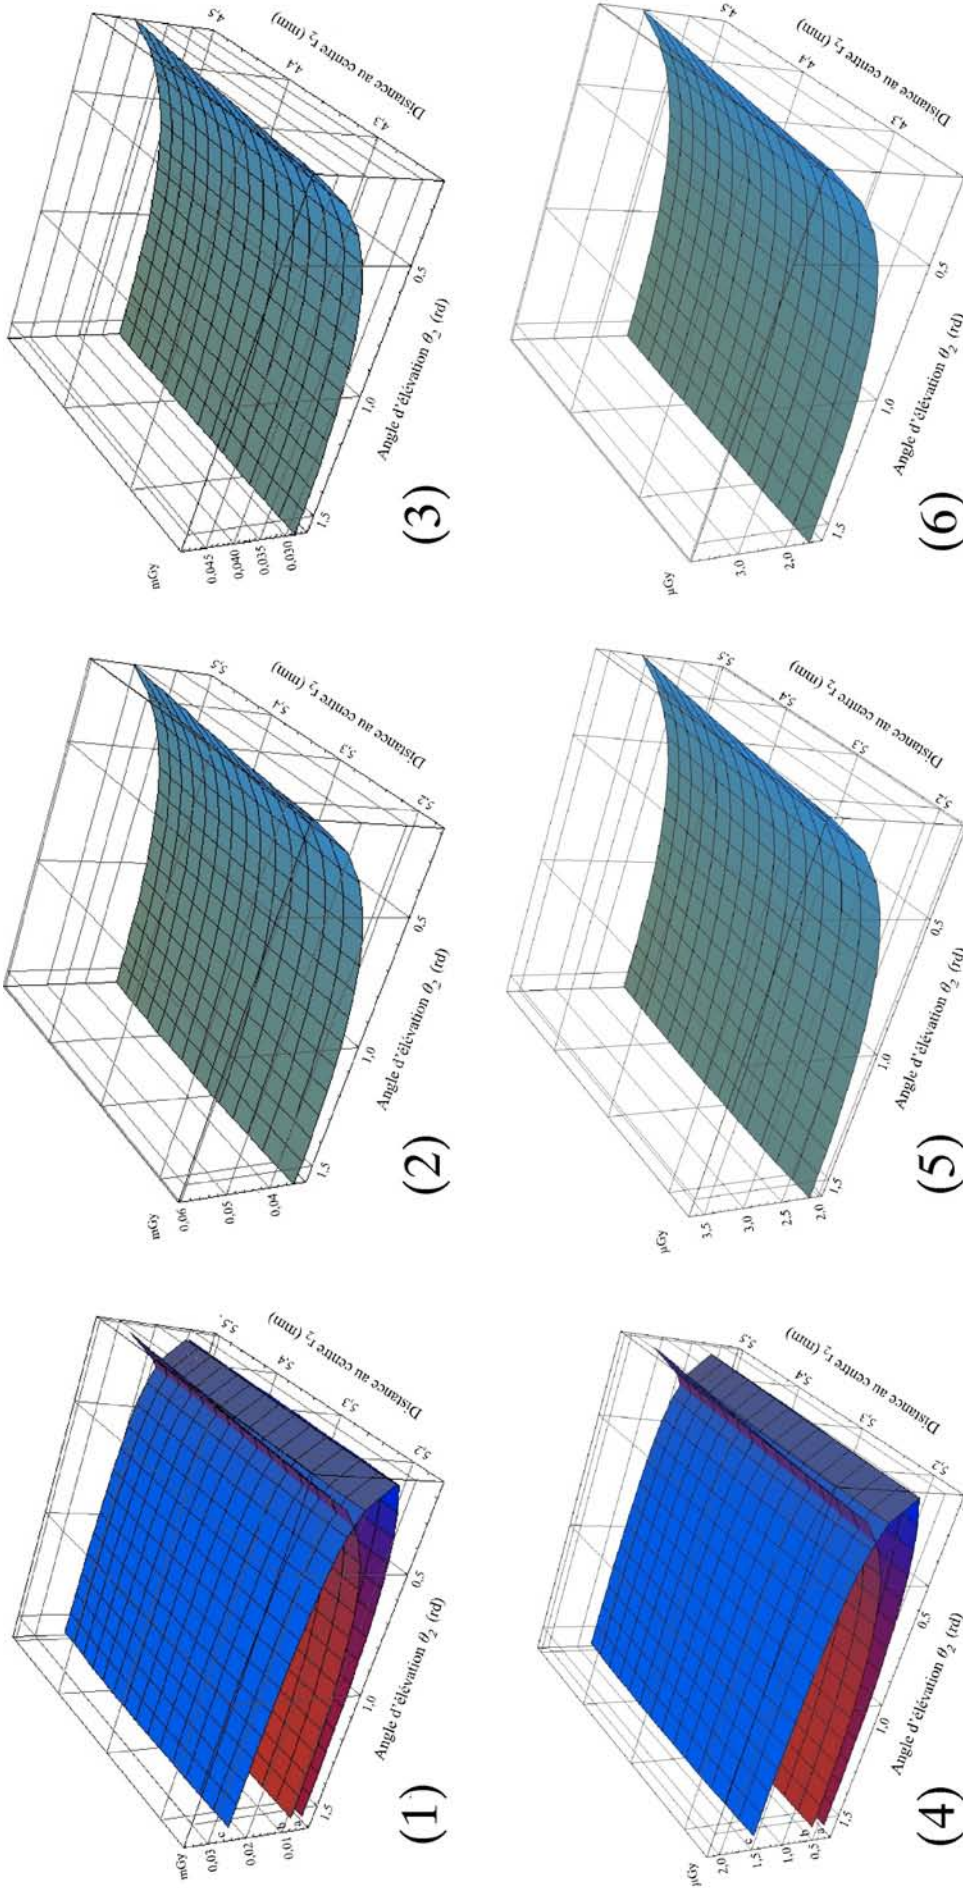 mGy
0,03
0,02
0,01
c
b
a
1,5
1,0
0,5
Angle d'élévation θ₂ (rd)
5,2
5,3
5,4
5,5
Distance au centre r₂ (mm)
(1)
mGy
0,06
0,05
0,04
1,5
1,0
0,5
Angle d'élévation θ₂ (rd)
5,2
5,3
5,4
5,5
Distance au centre r₂ (mm)
(2)
mGy
0,045
0,040
0,035
0,030
1,5
1,0
0,5
Angle d'élévation θ₂ (rd)
4,3
4,4
4,5
Distance au centre r₂ (mm)
(3)
µGy
2,0
1,5
1,0
0,5
c
b
a
1,5
1,0
0,5
Angle d'élévation θ₂ (rd)
5,2
5,3
5,4
5,5
Distance au centre r₂ (mm)
(4)
µGy
3,5
3,0
2,5
2,0
1,5
1,0
0,5
Angle d'élévation θ₂ (rd)
5,2
5,3
5,4
5,5
Distance au centre r₂ (mm)
(5)
µGy
3,0
2,0
1,5
1,0
0,5
Angle d'élévation θ₂ (rd)
4,3
4,4
4,5
Distance au centre r₂ (mm)
(6)